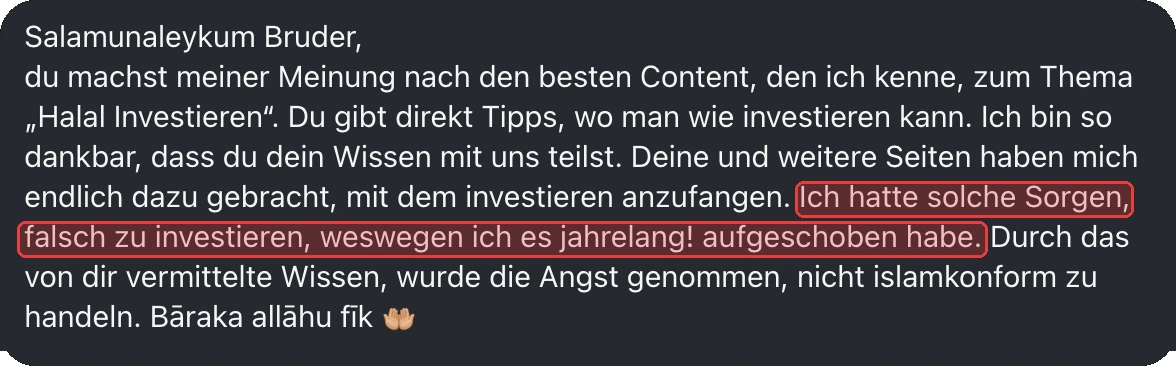 Salamunaleykum Bruder,
du machst meiner Meinung nach den besten Content, den ich kenne, zum Thema
„Halal Investieren“. Du gibt direkt Tipps, wo man wie investieren kann. Ich bin so
dankbar, dass du dein Wissen mit uns teilst. Deine und weitere Seiten haben mich
endlich dazu gebracht, mit dem investieren anzufangen. Ich hatte solche Sorgen,
falsch zu investieren, weswegen ich es jahrelang! aufgeschoben habe. Durch das
von dir vermittelte Wissen, wurde die Angst genommen, nicht islamkonform zu
handeln. Bāraka allāhu fīk 🤲🏼